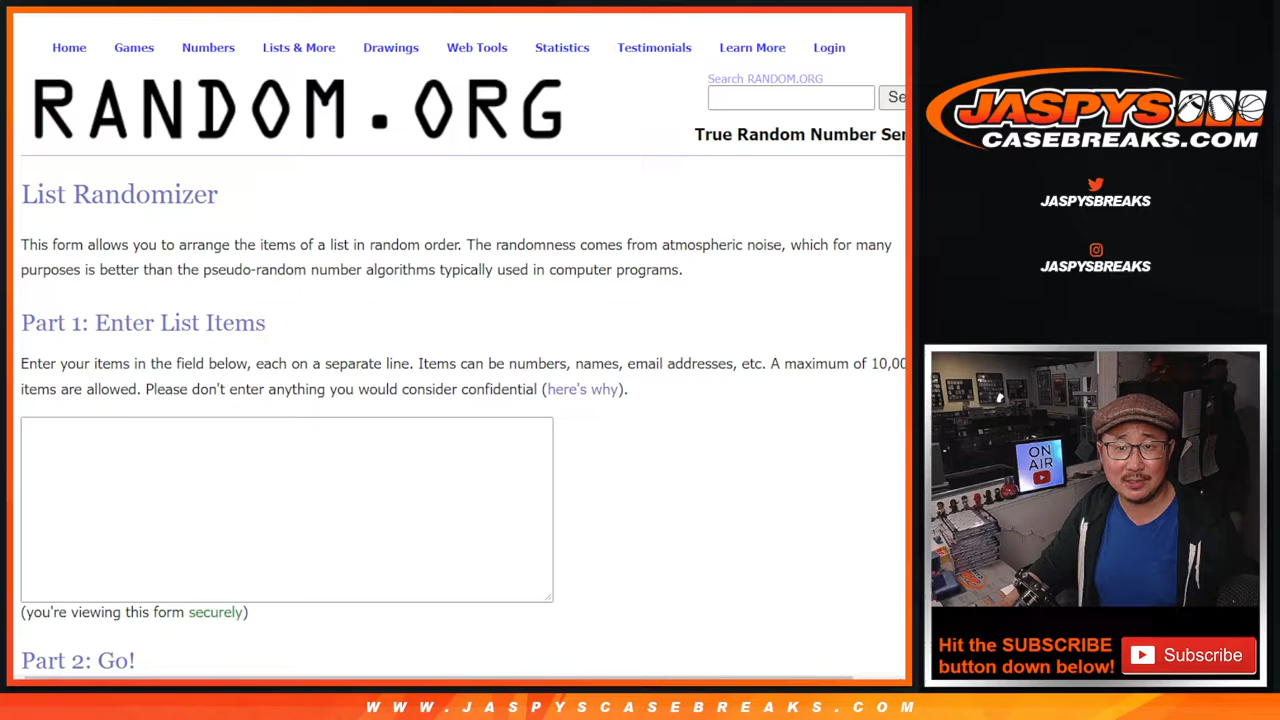 Home Games Numbers Lists & More Drawings Web Tools Statistics Testimonials Learn More Login
RANDOM.ORG
Search RANDOM.ORG
Se
True Random Number Ser
List Randomizer
This form allows you to arrange the items of a list in random order. The randomness comes from atmospheric noise, which for many
purposes is better than the pseudo-random number algorithms typically used in computer programs.
Part 1: Enter List Items
Enter your items in the field below, each on a separate line. Items can be numbers, names, email addresses, etc. A maximum of 10,00
items are allowed. Please don't enter anything you would consider confidential (here's why).
(you're viewing this form securely)
Part 2: Go!
JASPYS
CASEBREAKS.COM
JASPYSBREAKS
JASPYSBREAKS
ON
AIR
Hit the SUBSCRIBE
button down below!
Subscribe
WWW.JASPYSCASEBREAKS.COM